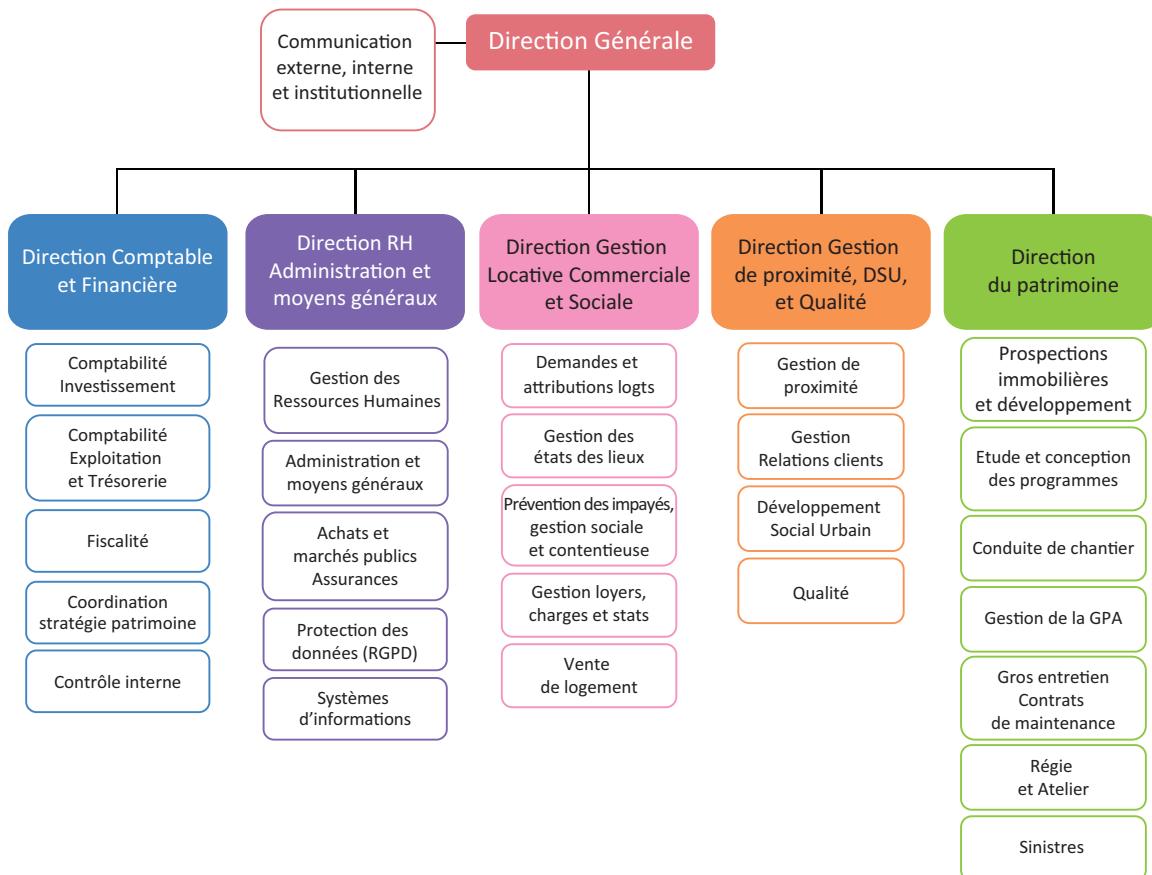 Communication
externe, interne
et institutionnelle
Direction Générale
Direction Comptable
et Financière
Comptabilité
Investissement
Comptabilité
Exploitation
et Trésorerie
Fiscalité
Coordination
stratégie patrimoine
Contrôle interne
Direction RH
Administration et
moyens généraux
Gestion des
Ressources Humaines
Administration et
moyens généraux
Achats et
marchés publics
Assurances
Protection des
données (RGPD)
Systèmes
d'informations
Direction Gestion
Locative Commerciale
et Sociale
Demandes et
attributions logts
Gestion des
états des lieux
Prévention des impayés,
gestion sociale
et contentieuse
Gestion loyers,
charges et stats
Vente
de logement
Direction Gestion
de proximité, DSU,
et Qualité
Gestion de
proximité
Gestion
Relations clients
Développement
Social Urbain
Qualité
Direction
du patrimoine
Prospections
immobilières
et développement
Etude et conception
des programmes
Conduite de chantier
Gestion de la GPA
Gros entretien
Contrats
de maintenance
Régie
et Atelier
Sinistres